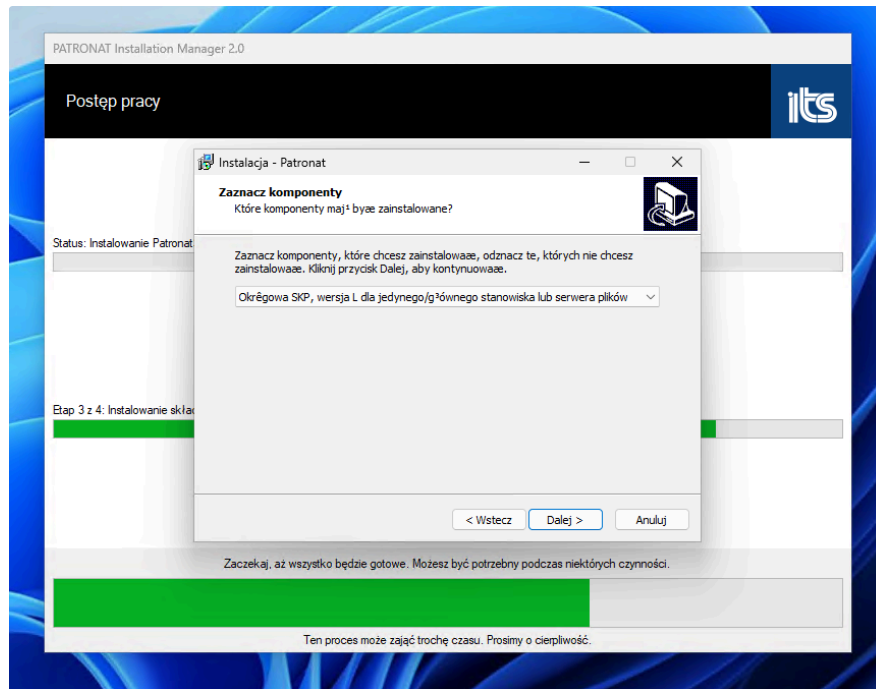 PATRONAT Installation Manager 2.0
Postęp pracy
its
Instalacja - Patronat
Zaznacz komponenty
Które komponenty maj¹ byæ zainstalowane?
Status: Instalowanie Patronat
Zaznacz komponenty, które chcesz zainstalowaæ, odznacz te, których nie chcesz
zainstalowaæ. Kliknij przycisk Dalej, aby kontynuowaæ.
Okrêgowa SKP, wersja L dla jedynego/g³ównego stanowiska lub serwera plików
Etap 3 z 4: Instalowanie skła
< Wstecz
Dalej >
Anuluj
Zaczekaj, aż wszystko będzie gotowe. Możesz być potrzebny podczas niektórych czynności.
Ten proces może zająć trochę czasu. Prosimy o cierpliwość.